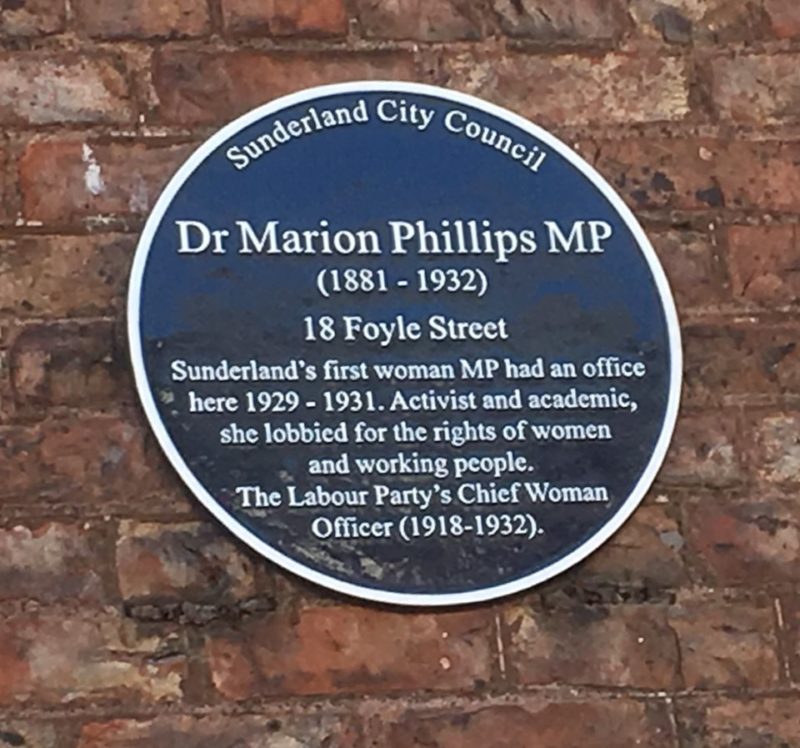 Sunderland City Council
Dr Marion Phillips MP
(1881 - 1932)
18 Foyle Street
Sunderland's first woman MP had an office
here 1929 - 1931. Activist and academic,
she lobbied for the rights of women
and working people.
The Labour Party's Chief Woman
Officer (1918-1932).